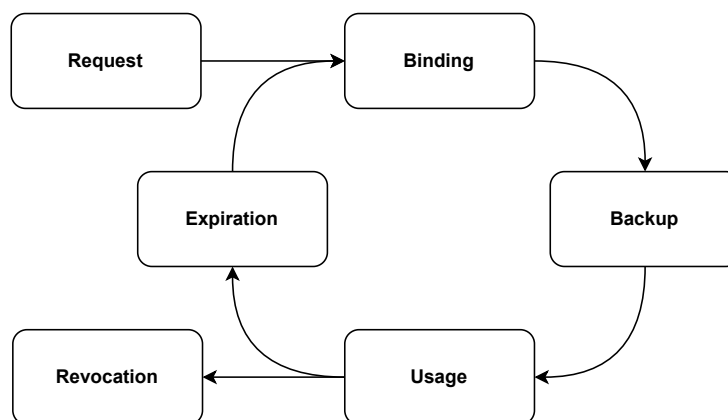 Request
Binding
Expiration
Backup
Revocation
Usage